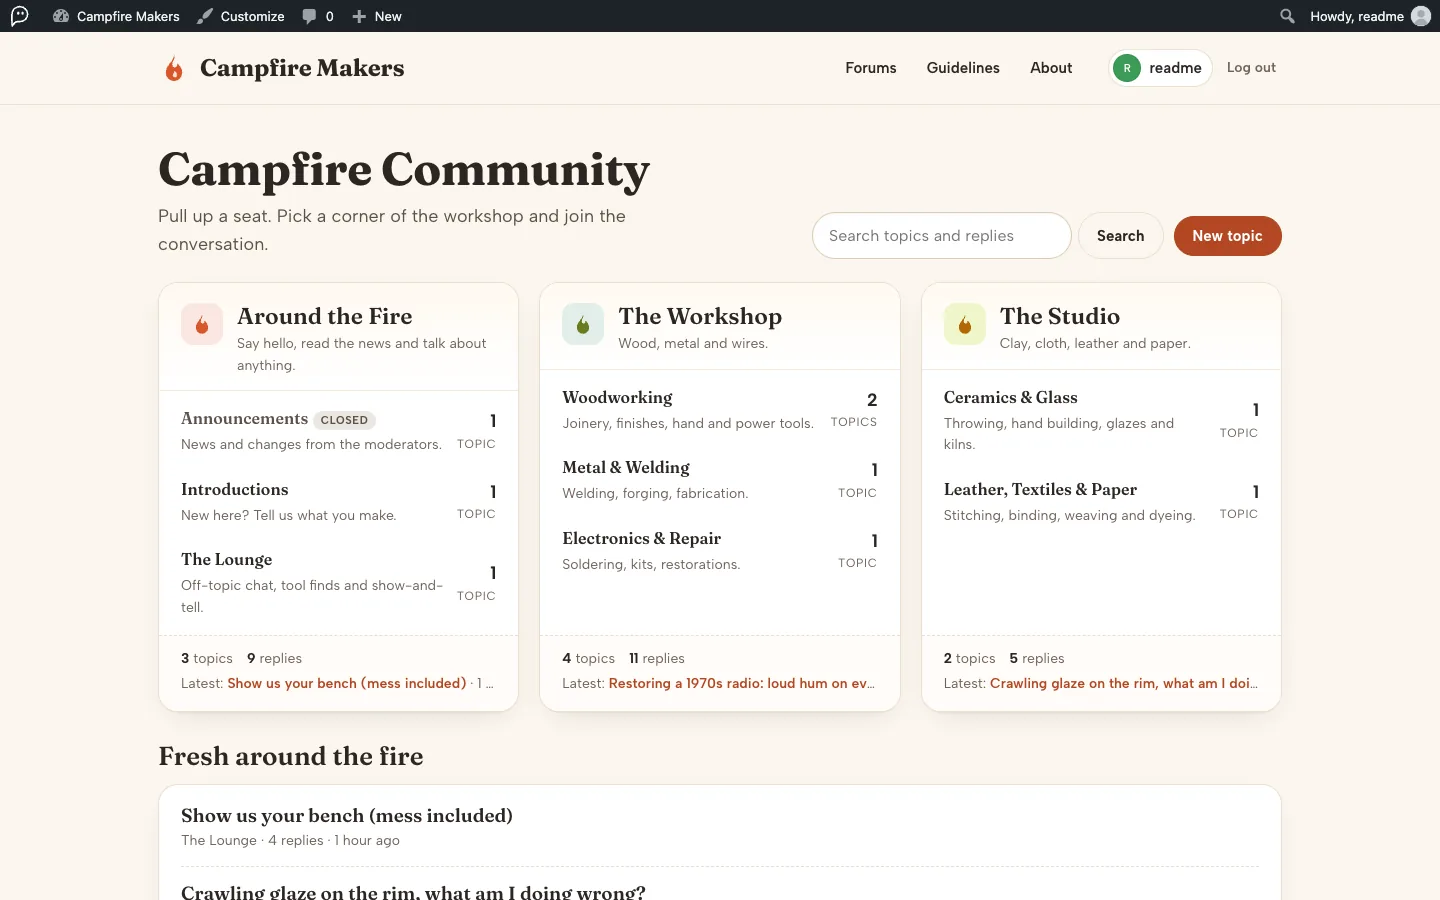 Campfire Makers
Customize
0
New
Howdy, readme
Campfire Makers
Forums
Guidelines
About
R
readme
Log out
Campfire Community
Pull up a seat. Pick a corner of the workshop and join the
conversation.
Search topics and replies
Search
New topic
Around the Fire
Say hello, read the news and talk about
anything.
Announcements CLOSED
News and changes from the moderators.
1
TOPIC
Introductions
New here? Tell us what you make.
1
TOPIC
The Lounge
Off-topic chat, tool finds and show-and-
tell.
1
TOPIC
3 topics 9 replies
Latest: Show us your bench (mess included) · 1 ...
The Workshop
Wood, metal and wires.
Woodworking
Joinery, finishes, hand and power tools.
2
TOPICS
Metal & Welding
Welding, forging, fabrication.
1
TOPIC
Electronics & Repair
Soldering, kits, restorations.
1
TOPIC
4 topics 11 replies
Latest: Restoring a 1970s radio: loud hum on ev...
The Studio
Clay, cloth, leather and paper.
Ceramics & Glass
Throwing, hand building, glazes and
kilns.
1
TOPIC
Leather, Textiles & Paper
Stitching, binding, weaving and dyeing.
1
TOPIC
2 topics 5 replies
Latest: Crawling glaze on the rim, what am I doi...
Fresh around the fire
Show us your bench (mess included)
The Lounge · 4 replies · 1 hour ago
Crawling glaze on the rim, what am I doing wrong?